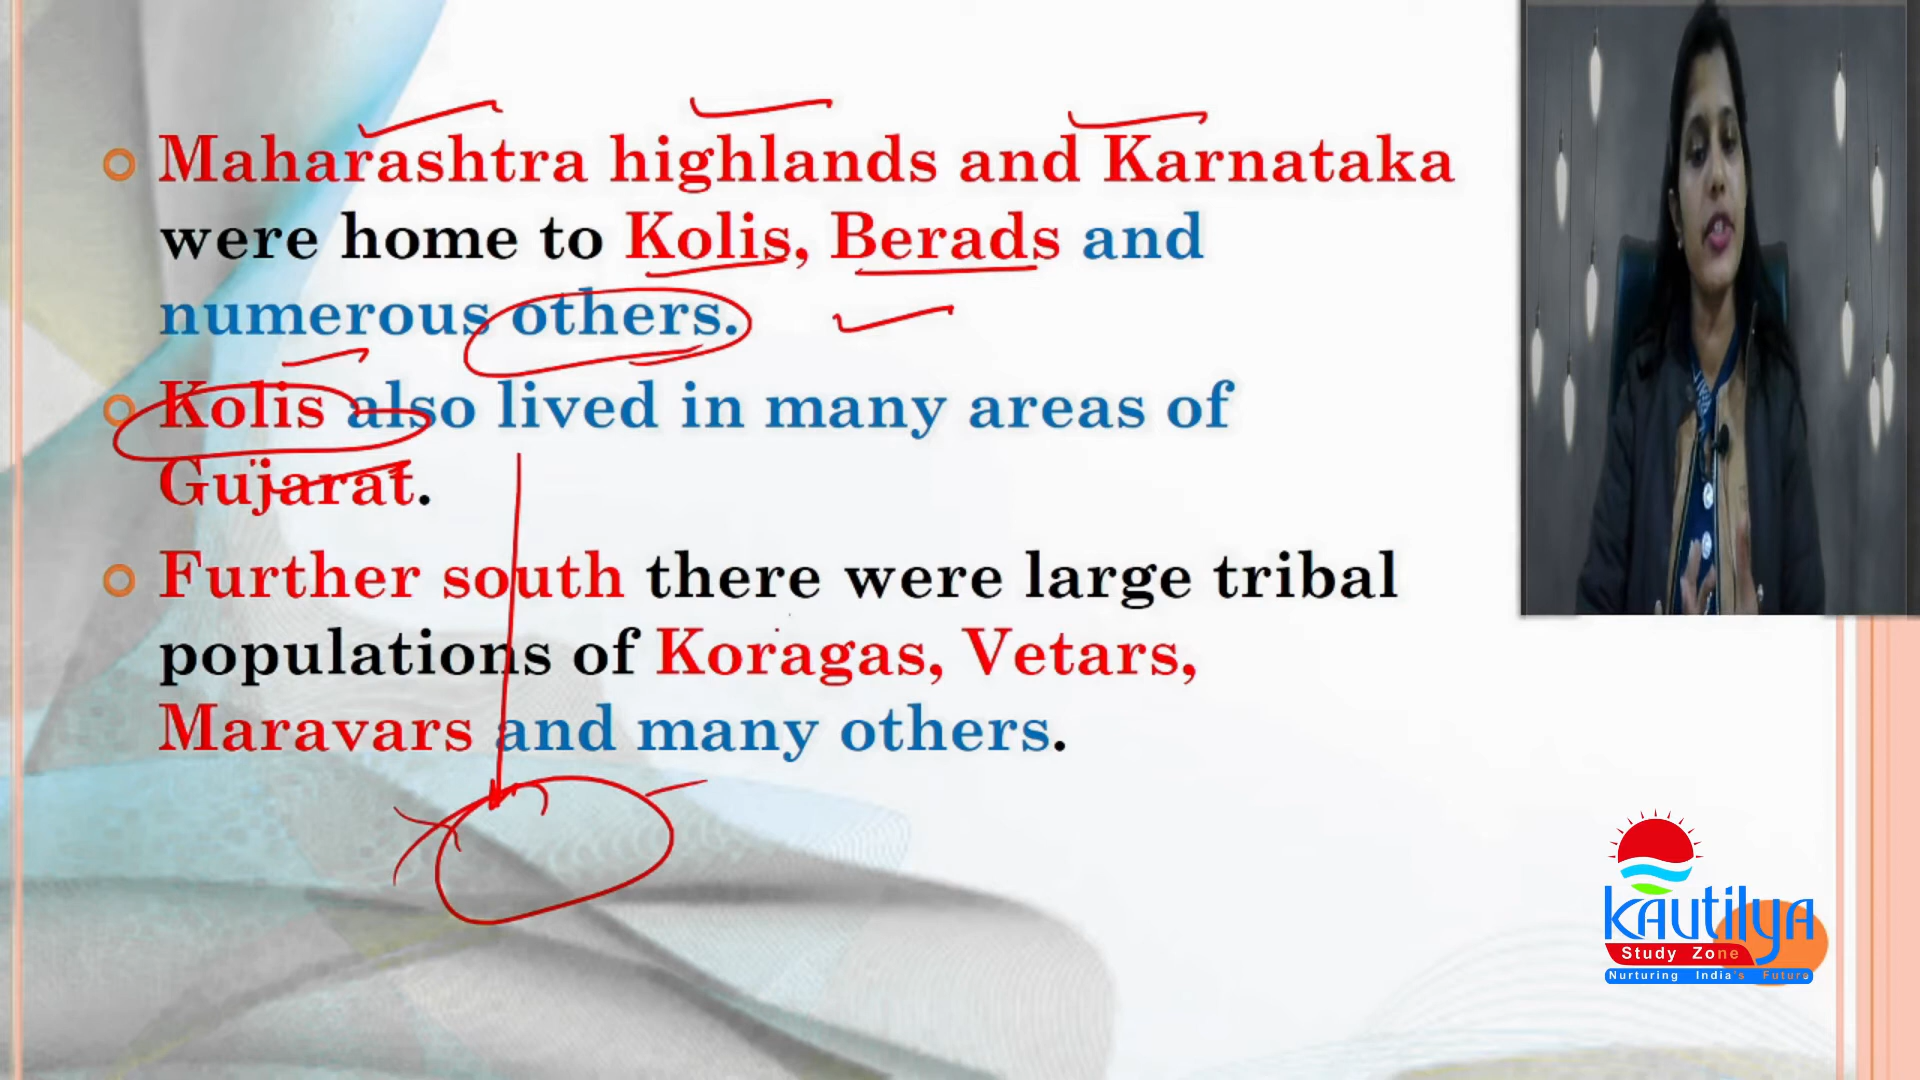 Maharashtra highlands and Karnataka
were home to Kolis, Berads and
numerous others.
Kolis also lived in many areas of
Gujarat.
Further south there were large tribal
populations of Koragas, Vetars,
Maravars and many others.
Kautilya
Study Zone
Nurturing India's Future